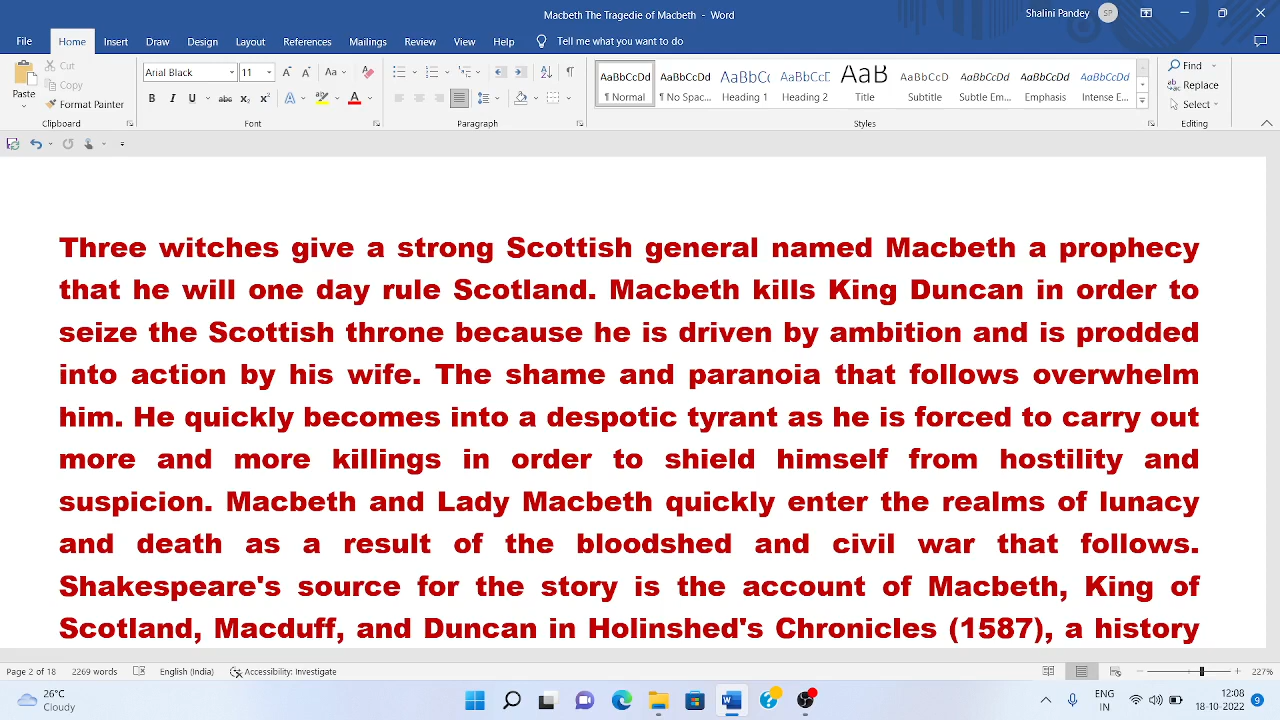 Macbeth The Tragedie of Macbeth - Word
Shalini Pandey SP
File Home Insert Draw Design Layout References Mailings Review View Help Tell me what you want to do
Paste Cut Copy Format Painter
Arial Black 11
AaBbCcDd AaBbCcDd AaBbCc AaBbCcE AaB AaBbCcD AaBbCcDd AaBbCcDd AaBbCcDd
¶ Normal ¶ No Spac... Heading 1 Heading 2 Title Subtitle Subtle Em... Emphasis Intense E...
Find Replace Select
Clipboard Font Paragraph Styles Editing
Three witches give a strong Scottish general named Macbeth a prophecy
that he will one day rule Scotland. Macbeth kills King Duncan in order to
seize the Scottish throne because he is driven by ambition and is prodded
into action by his wife. The shame and paranoia that follows overwhelm
him. He quickly becomes into a despotic tyrant as he is forced to carry out
more and more killings in order to shield himself from hostility and
suspicion. Macbeth and Lady Macbeth quickly enter the realms of lunacy
and death as a result of the bloodshed and civil war that follows.
Shakespeare's source for the story is the account of Macbeth, King of
Scotland, Macduff, and Duncan in Holinshed's Chronicles (1587), a history
Page 2 of 18 2269 words English (India) Accessibility: Investigate 227%
26°C
Cloudy
ENG
IN
12:08
18-10-2022
9